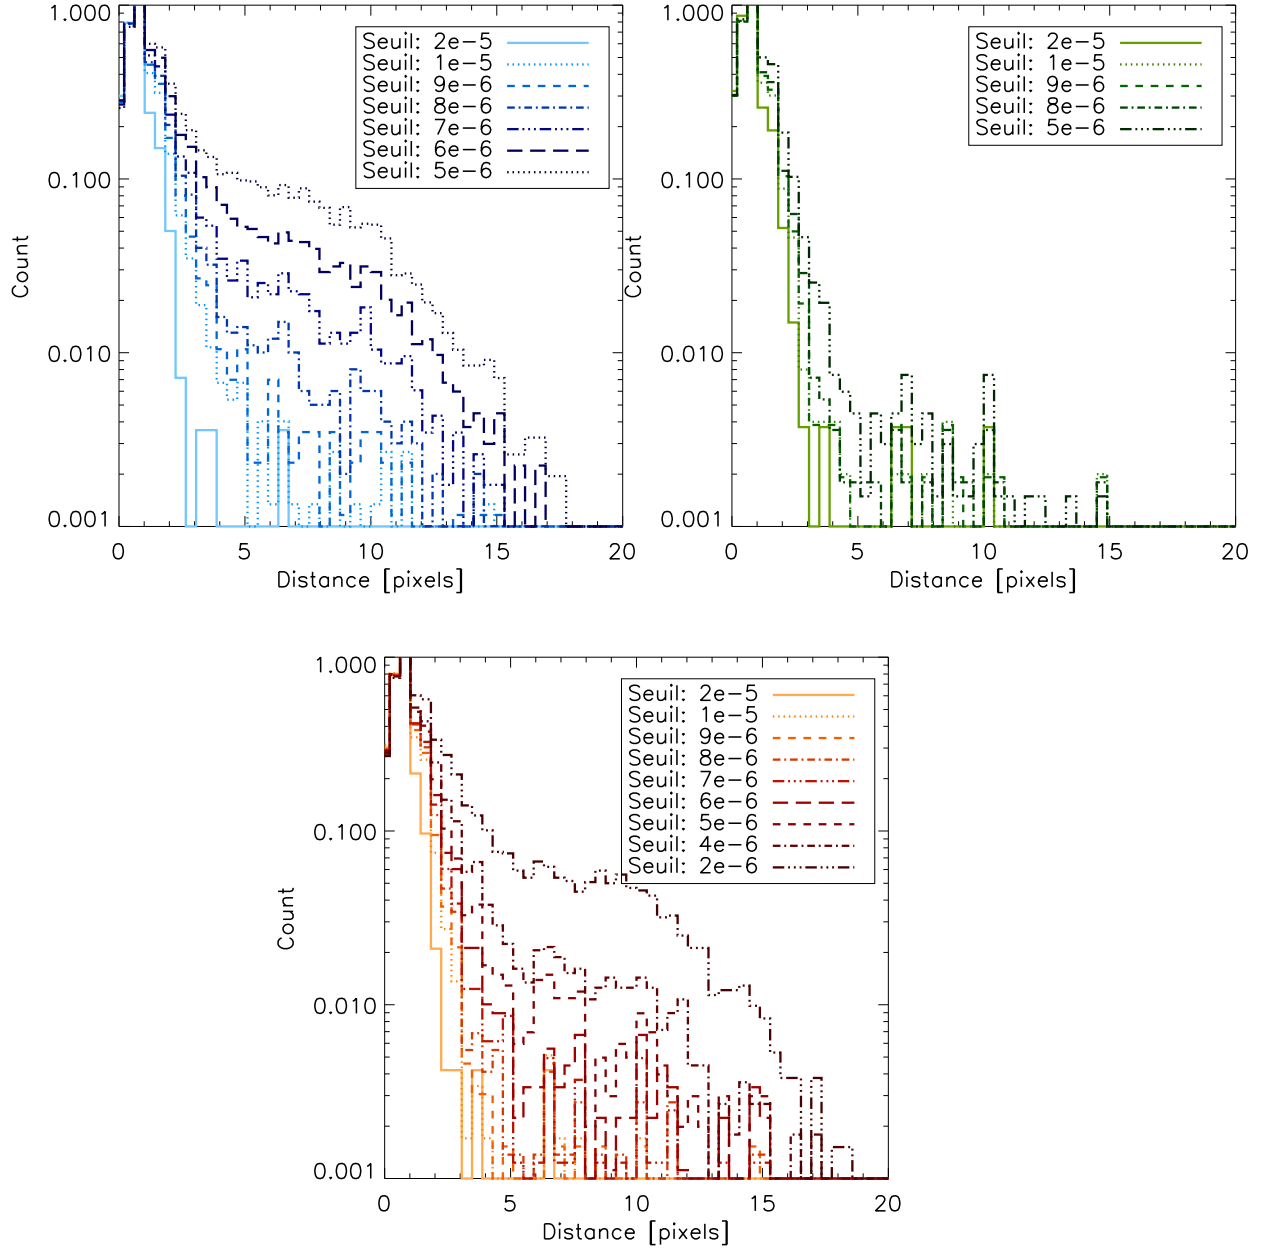 1.000
0.100
0.010
0.001
Count
0 5 10 15 20
Distance [pixels]
Seuil: 2e−5
Seuil: 1e−5
Seuil: 9e−6
Seuil: 8e−6
Seuil: 7e−6
Seuil: 6e−6
Seuil: 5e−6
1.000
0.100
0.010
0.001
Count
0 5 10 15 20
Distance [pixels]
Seuil: 2e−5
Seuil: 1e−5
Seuil: 9e−6
Seuil: 8e−6
Seuil: 5e−6
1.000
0.100
0.010
0.001
Count
0 5 10 15 20
Distance [pixels]
Seuil: 2e−5
Seuil: 1e−5
Seuil: 9e−6
Seuil: 8e−6
Seuil: 7e−6
Seuil: 6e−6
Seuil: 5e−6
Seuil: 4e−6
Seuil: 2e−6